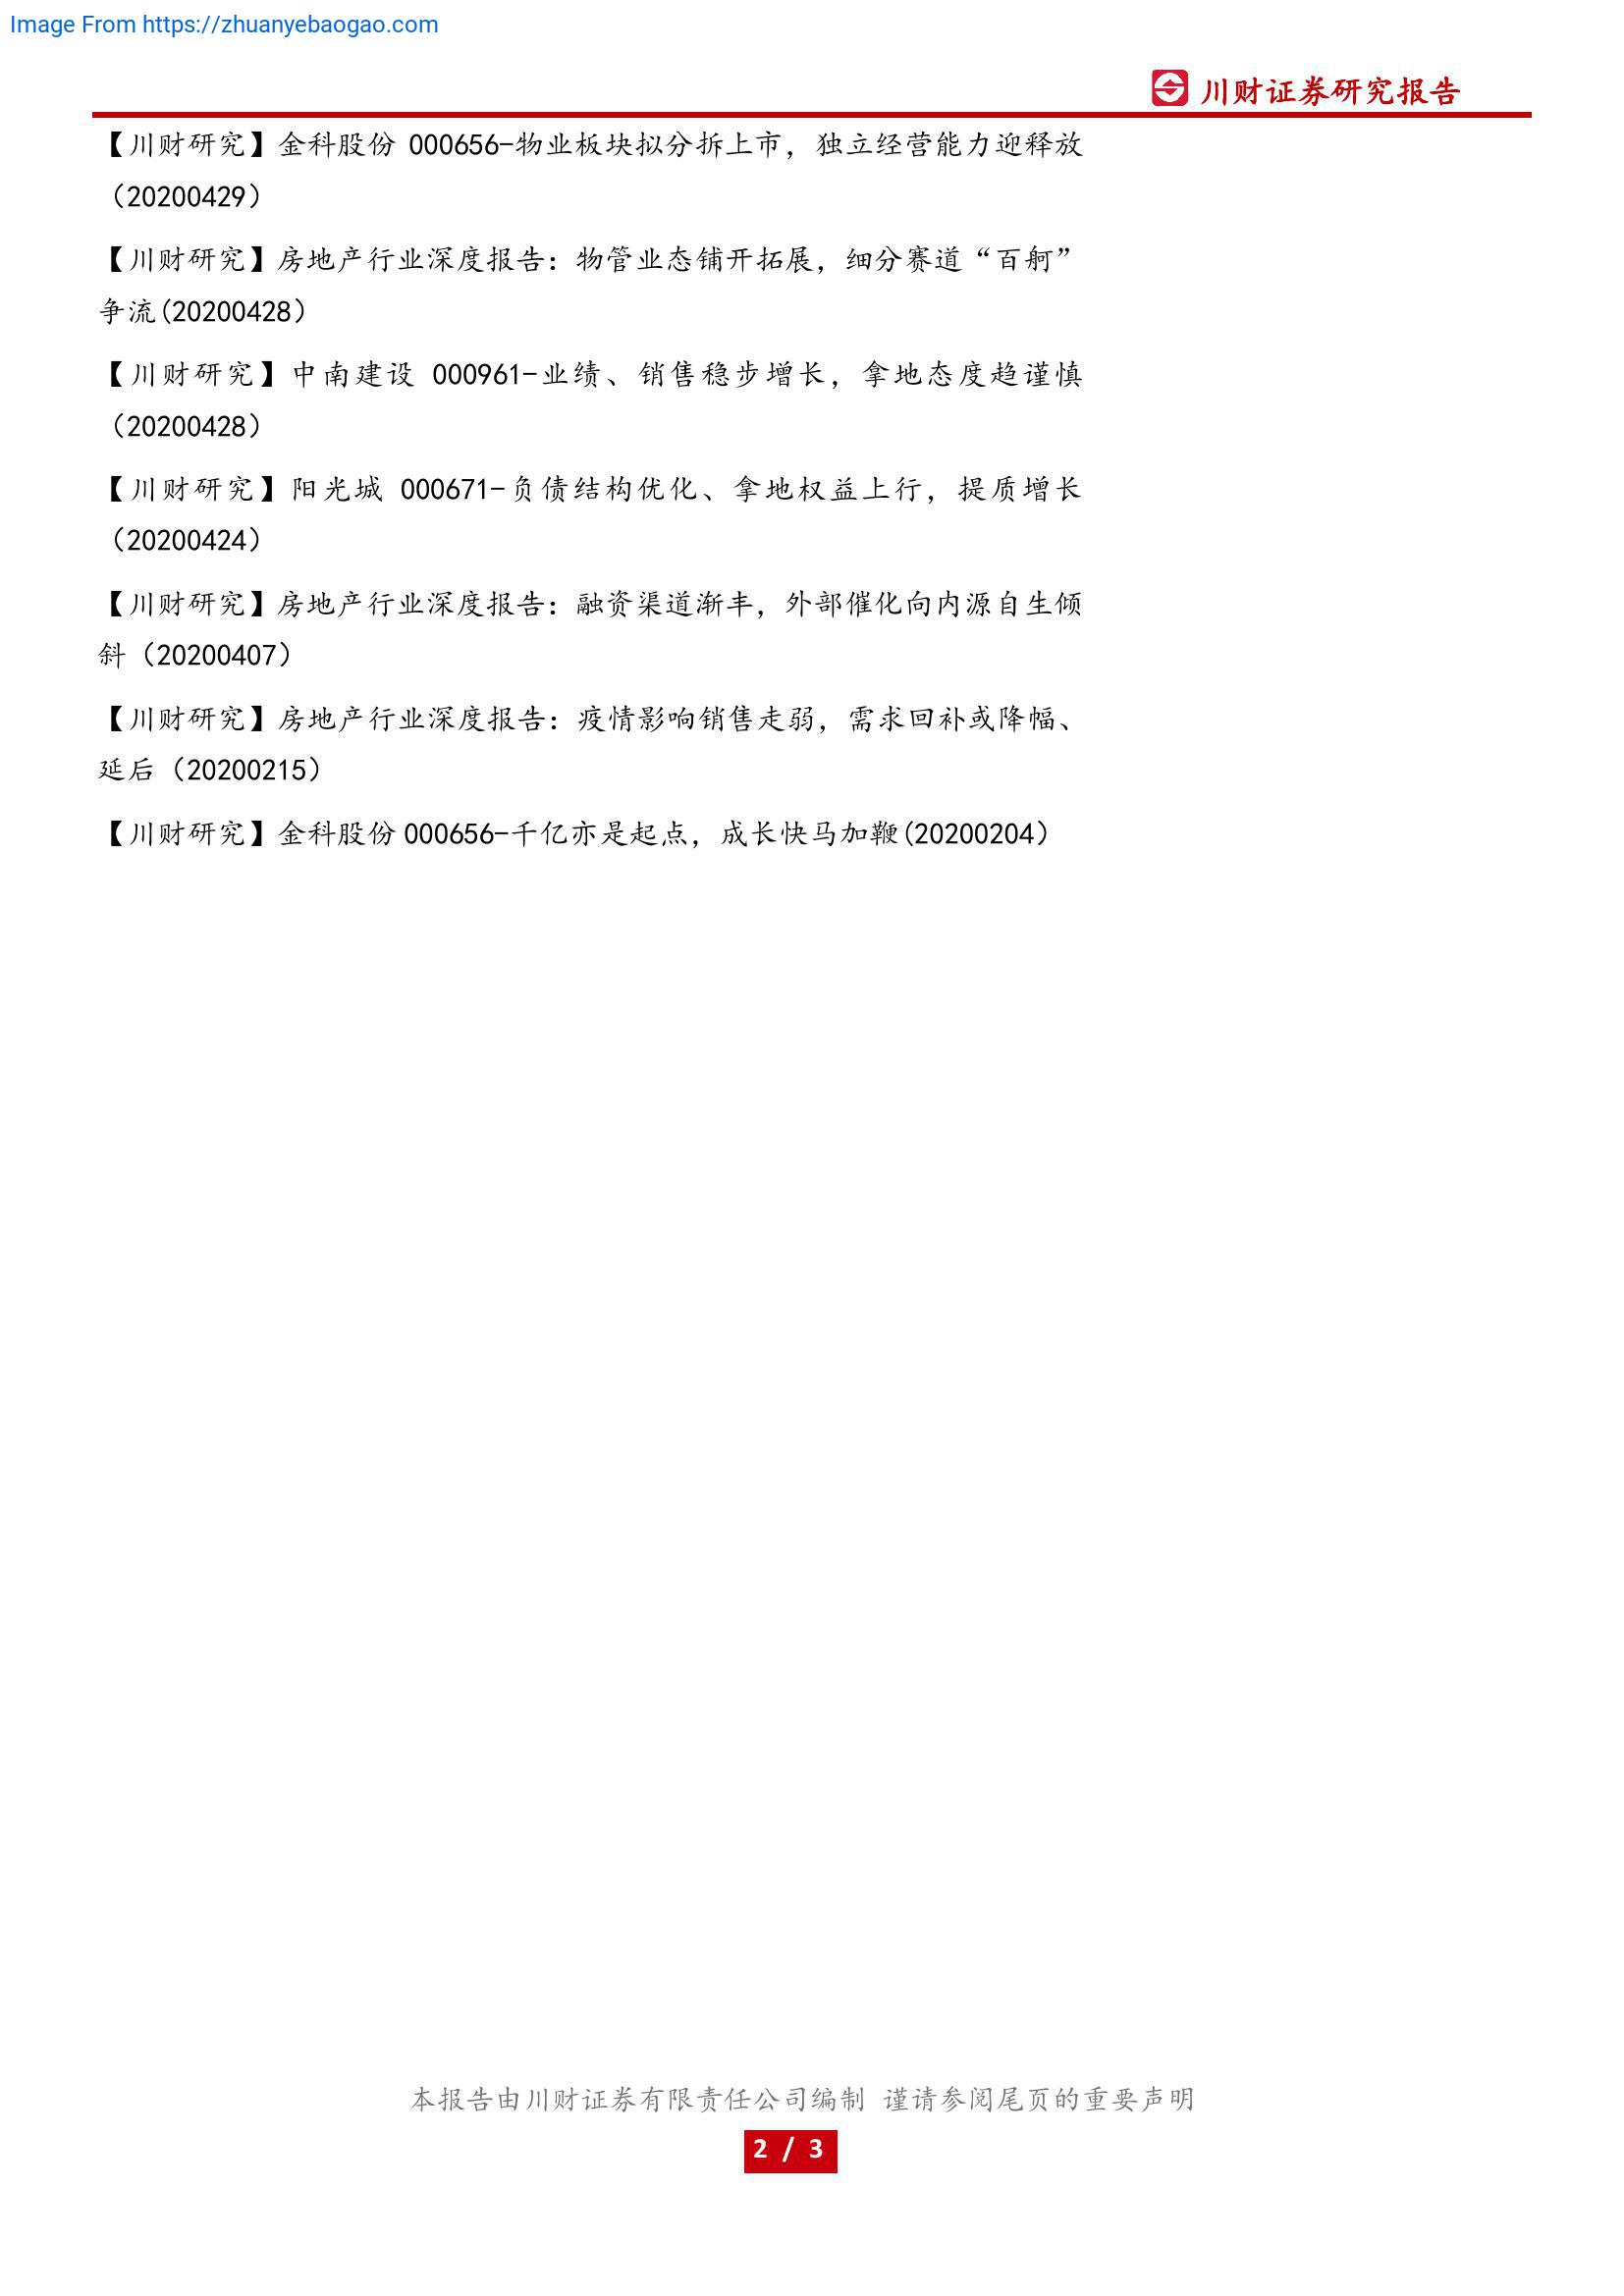 Image From https://zhuanyebaogao.com
川财证券研究报告
【川财研究】金科股份 000656-物业板块拟分拆上市，独立经营能力迎释放
（20200429）
【川财研究】房地产行业深度报告：物管业态铺开拓展，细分赛道“百舸”
争流(20200428）
【川财研究】中南建设 000961-业绩、销售稳步增长，拿地态度趋谨慎
（20200428）
【川财研究】阳光城 000671-负债结构优化、拿地权益上行，提质增长
（20200424）
【川财研究】房地产行业深度报告：融资渠道渐丰，外部催化向内源自生倾
斜（20200407）
【川财研究】房地产行业深度报告：疫情影响销售走弱，需求回补或降幅、
延后（20200215）
【川财研究】金科股份 000656-千亿亦是起点，成长快马加鞭(20200204）
本报告由川财证券有限责任公司编制 谨请参阅尾页的重要声明
2 / 3